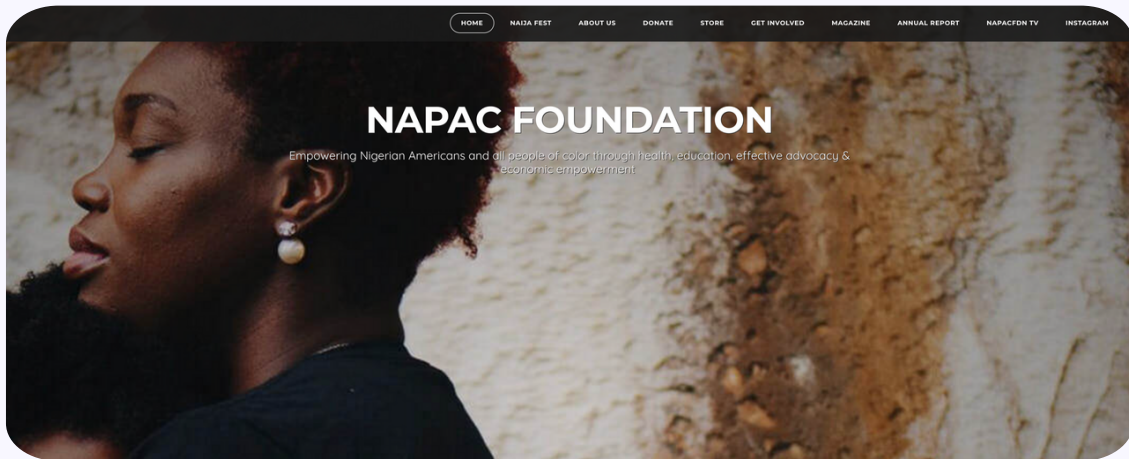 HOME NAIJA FEST ABOUT US DONATE STORE GET INVOLVED MAGAZINE ANNUAL REPORT NAPACFDN TV INSTAGRAM
NAPAC FOUNDATION
Empowering Nigerian Americans and all people of color through health, education, effective advocacy &
economic empowerment